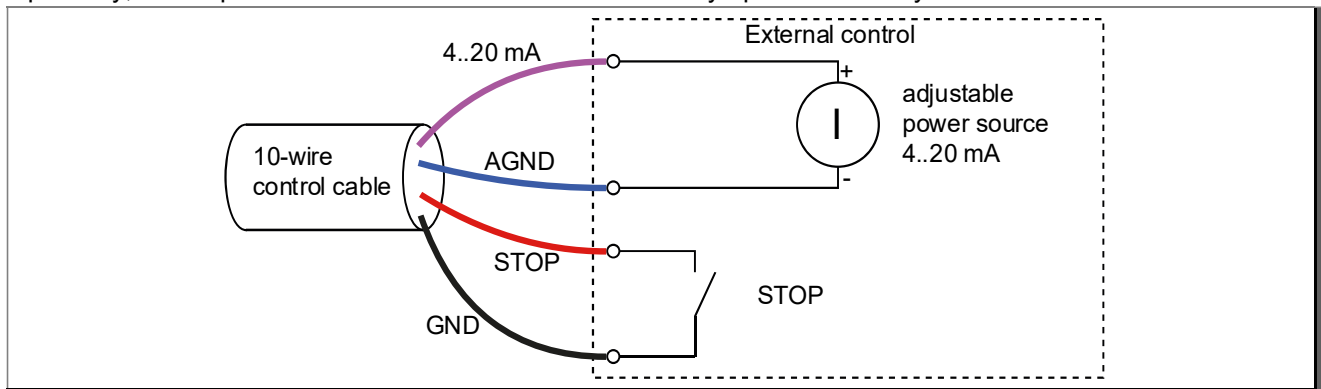 External control
4..20 mA
+
adjustable
power source
4..20 mA
I
10-wire
control cable
AGND
-
STOP
STOP
GND